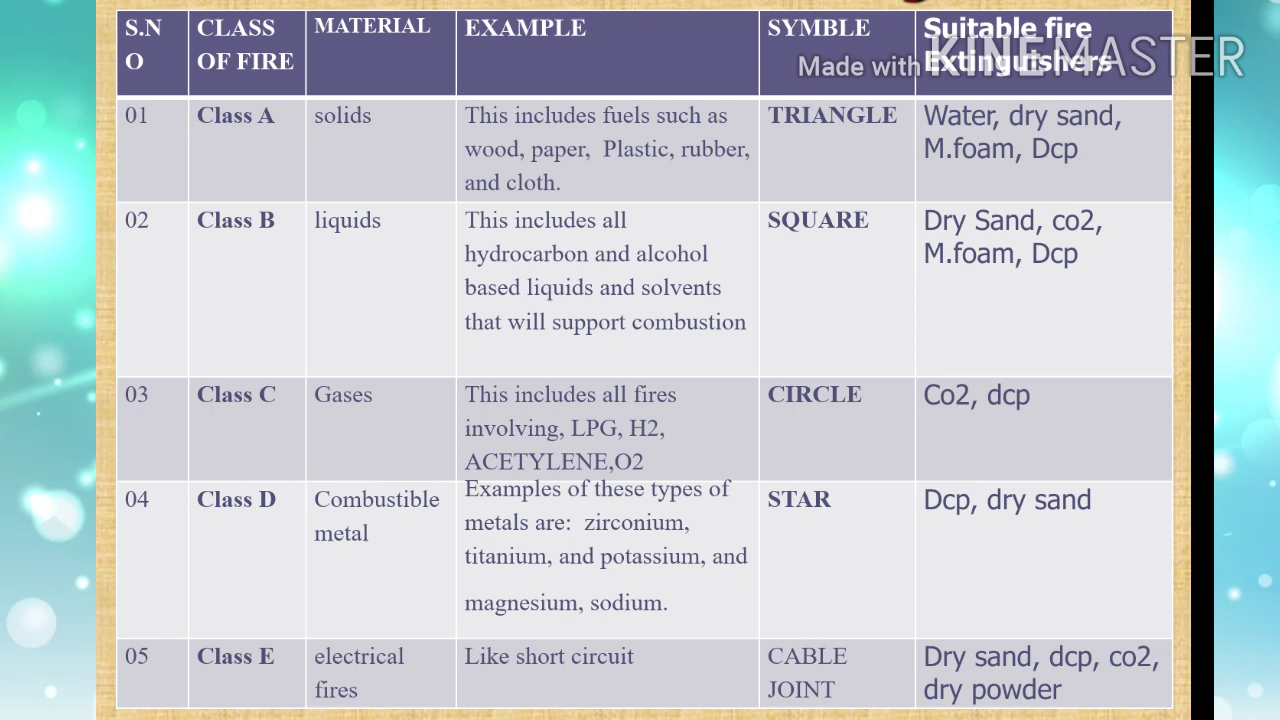 S.N
O
CLASS
OF FIRE
MATERIAL
EXAMPLE
SYMBLE
Suitable fire
Extinguishers
Made with KINEMASTER
01
Class A
solids
This includes fuels such as
wood, paper, Plastic, rubber,
and cloth.
TRIANGLE
Water, dry sand,
M.foam, Dcp
02
Class B
liquids
This includes all
hydrocarbon and alcohol
based liquids and solvents
that will support combustion
SQUARE
Dry Sand, co2,
M.foam, Dcp
03
Class C
Gases
This includes all fires
involving, LPG, H2,
ACETYLENE,O2
CIRCLE
Co2, dcp
04
Class D
Combustible
metal
Examples of these types of
metals are: zirconium,
titanium, and potassium, and
magnesium, sodium.
STAR
Dcp, dry sand
05
Class E
electrical
fires
Like short circuit
CABLE
JOINT
Dry sand, dcp, co2,
dry powder